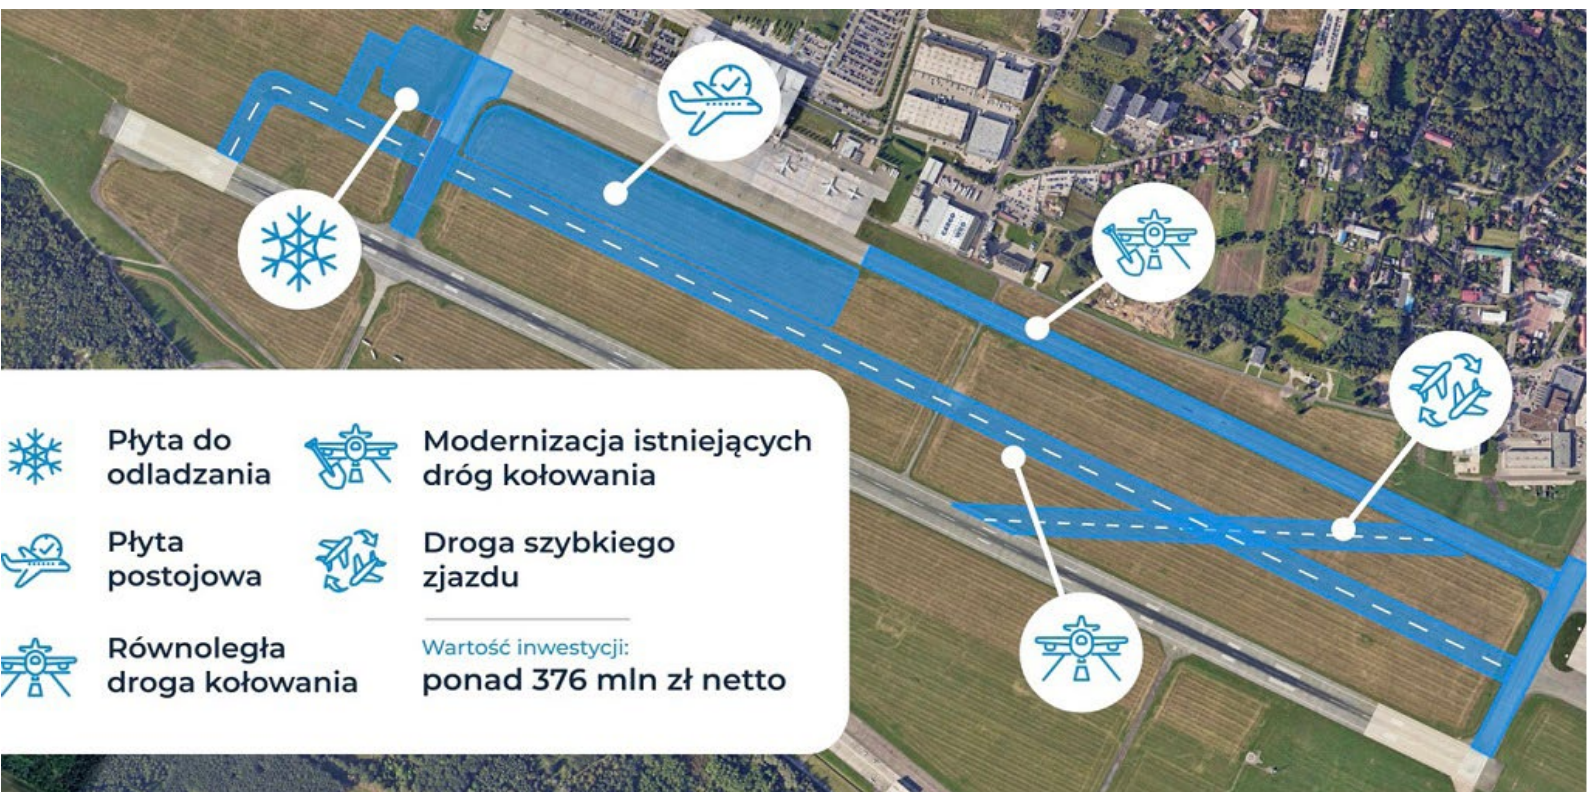 Płyta do
odladzania
Modernizacja istniejących
dróg kołowania
Płyta
postojowa
Droga szybkiego
zjazdu
Równoległa
droga kołowania
Wartość inwestycji:
ponad 376 mln zł netto